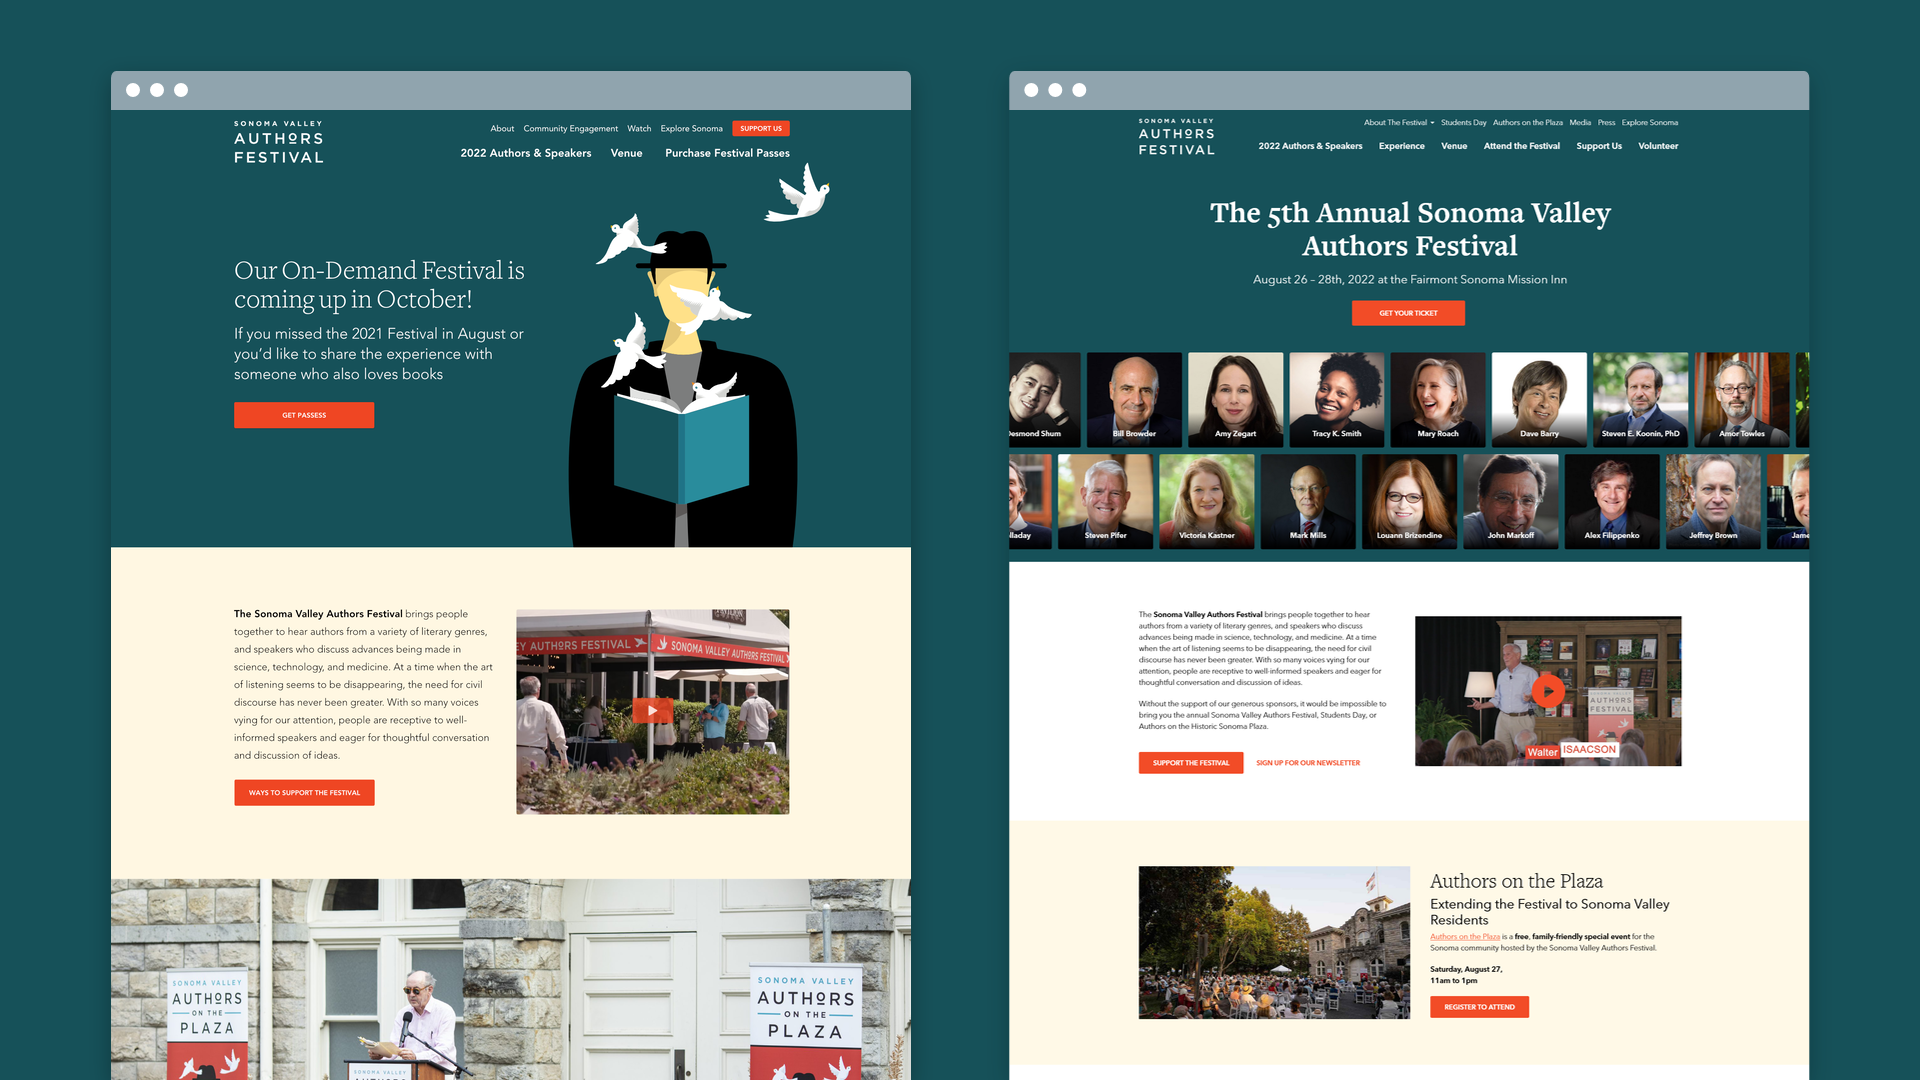 SONOMA VALLEY
AUTHORS
FESTIVAL
About Community Engagement Watch Explore Sonoma SUPPORT US
2022 Authors & Speakers Venue Purchase Festival Passes
Our On-Demand Festival is
coming up in October!
If you missed the 2021 Festival in August or
you'd like to share the experience with
someone who also loves books
GET PASSESS
The Sonoma Valley Authors Festival brings people
together to hear authors from a variety of literary genres,
and speakers who discuss advances being made in
science, technology, and medicine. At a time when the art
of listening seems to be disappearing, the need for civil
discourse has never been greater. With so many voices
vying for our attention, people are receptive to well-
informed speakers and eager for thoughtful conversation
and discussion of ideas.
WAYS TO SUPPORT THE FESTIVAL
EY AUTHORS FESTIVAL
SONOMA VALLEY AUTHORS FESTIVAL
SONOMA VALLEY
AUTHORS
ON THE
PLAZA
SONOMA VALLEY
SONOMA VALLEY
AUTHORS
ON THE
PLAZA
SONOMA VALLEY
AUTHORS
FESTIVAL
About The Festival Students Day Authors on the Plaza Media Press Explore Sonoma
2022 Authors & Speakers Experience Venue Attend the Festival Support Us Volunteer
The 5th Annual Sonoma Valley
Authors Festival
August 26 - 28th, 2022 at the Fairmont Sonoma Mission Inn
GET YOUR TICKET
Desmond Shum Bill Browder Amy Zegart Tracy K. Smith Mary Roach Dave Barry Steven E. Koonin, PhD Amor Towles
lladay Steven Pifer Victoria Kastner Mark Mills Louann Brizendine John Markoff Alex Filippenko Jeffrey Brown Jame
The Sonoma Valley Authors Festival brings people together to hear
authors from a variety of literary genres, and speakers who discuss
advances being made in science, technology, and medicine. At a time
when the art of listening seems to be disappearing, the need for civil
discourse has never been greater. With so many voices vying for our
attention, people are receptive to well-informed speakers and eager for
thoughtful conversation and discussion of ideas.
Without the support of our generous sponsors, it would be impossible to
bring you the annual Sonoma Valley Authors Festival, Students Day, or
Authors on the Historic Sonoma Plaza.
SUPPORT THE FESTIVAL SIGN UP FOR OUR NEWSLETTER
SONOMA VALLEY
AUTHORS
FESTIVAL
Walter ISAACSON
Authors on the Plaza
Extending the Festival to Sonoma Valley
Residents
Authors on the Plaza is a free, family-friendly special event for the
Sonoma community hosted by the Sonoma Valley Authors Festival.
Saturday, August 27,
11am to 1pm
REGISTER TO ATTEND